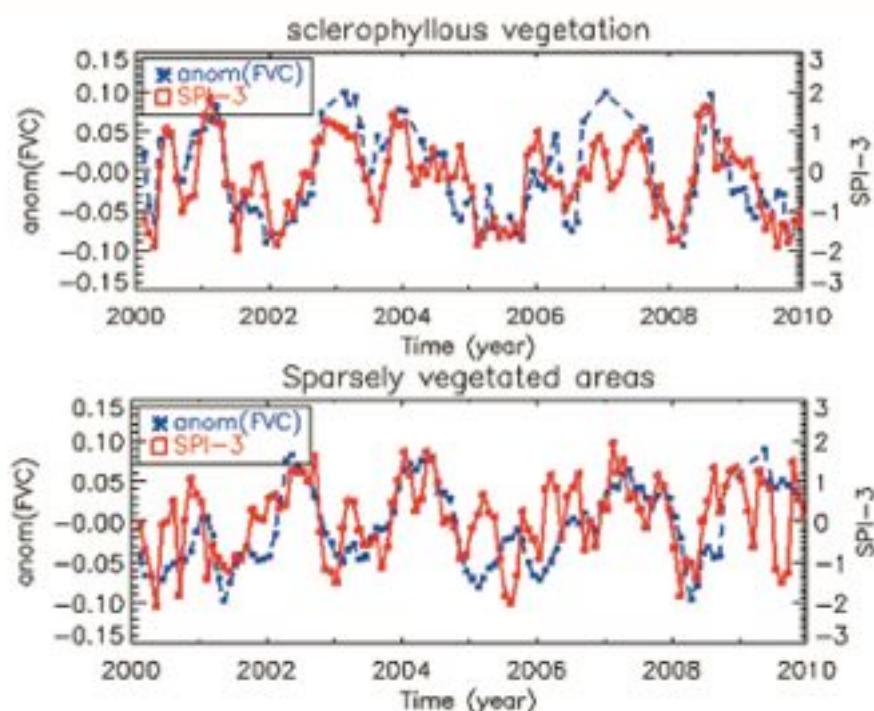 sclerophyllous vegetation
anom(FVC)
SPI-3
0.15
0.10
0.05
-0.00
-0.05
-0.10
-0.15
anom(FVC)
3
2
1
0
-1
-2
-3
SPI-3
2000 2002 2004 2006 2008 2010
Time (year)
Sparsely vegetated areas
anom(FVC)
SPI-3
0.15
0.10
0.05
-0.00
-0.05
-0.10
-0.15
anom(FVC)
3
2
1
0
-1
-2
-3
SPI-3
2000 2002 2004 2006 2008 2010
Time (year)